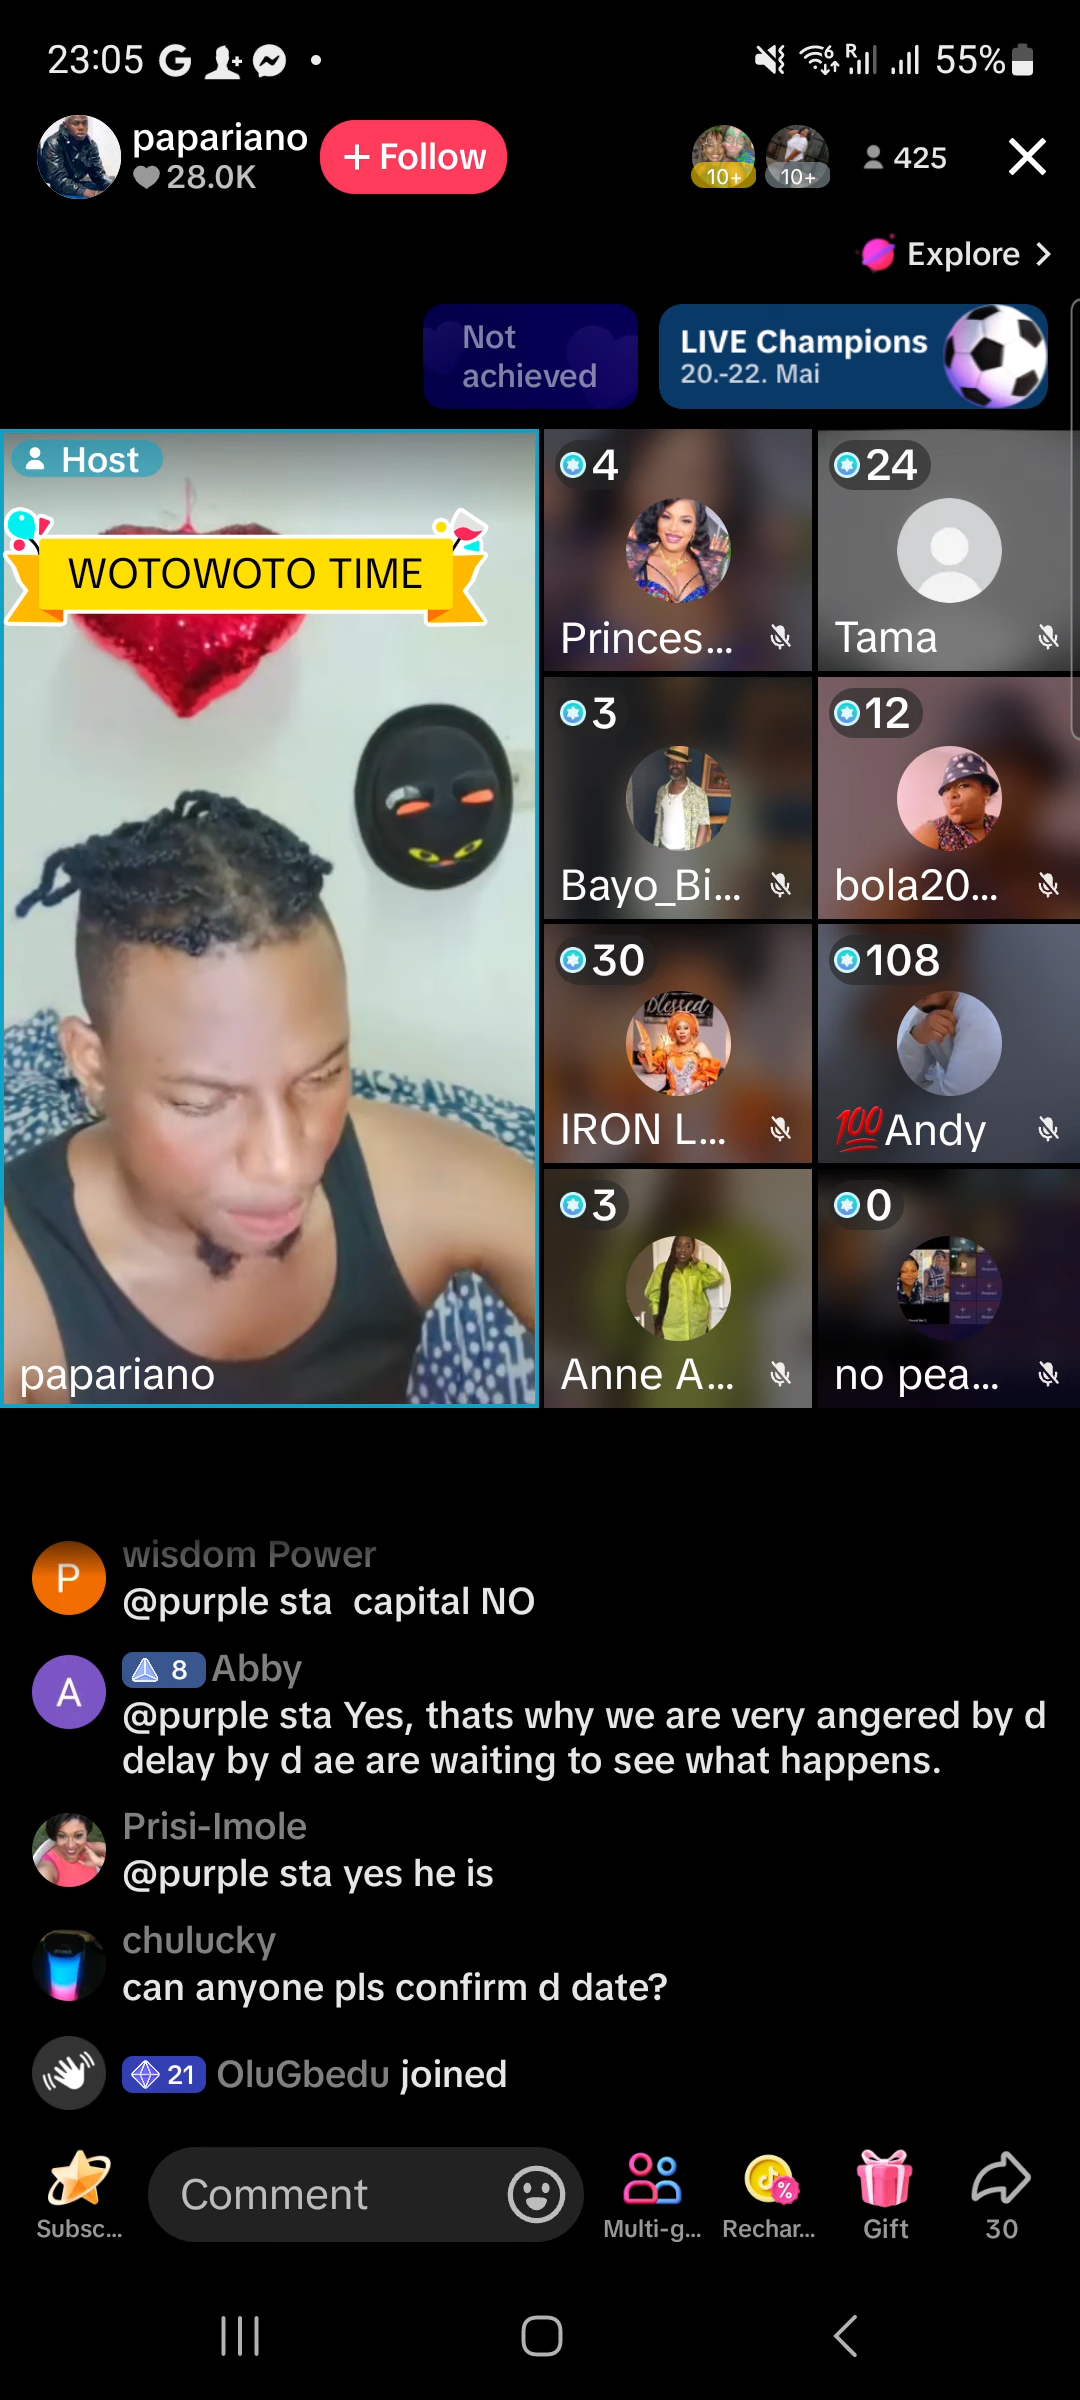 23:05
55%
papariano
28.0K
+ Follow
10+
10+
425
Explore
Not
achieved
LIVE Champions
20.-22. Mai
Host
WOTOWOTO TIME
papariano
4
Princes...
24
Tama
3
Bayo_Bi...
12
bola20...
30
Blessed
IRON L...
108
💯Andy
3
Anne A...
0
no pea...
P
wisdom Power
@purple sta  capital NO
A
8 Abby
@purple sta Yes, thats why we are very angered by d
delay by d ae are waiting to see what happens.
Prisi-Imole
@purple sta yes he is
chulucky
can anyone pls confirm d date?
21 OluGbedu joined
Comment
Subsc...
Multi-g...
Rechar...
Gift
30